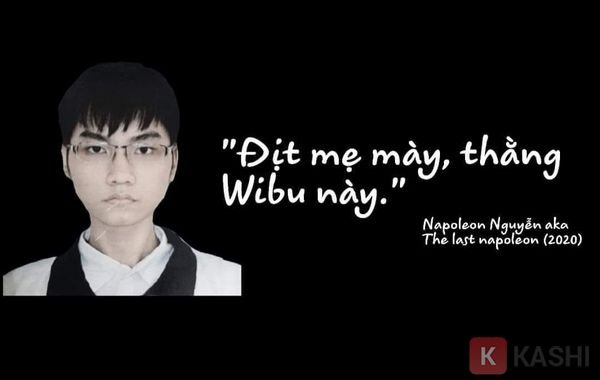 "Địt mẹ mày, thằng
Wibu này."
Napoleon Nguyễn aka
The last napoleon (2020)
K KASHI